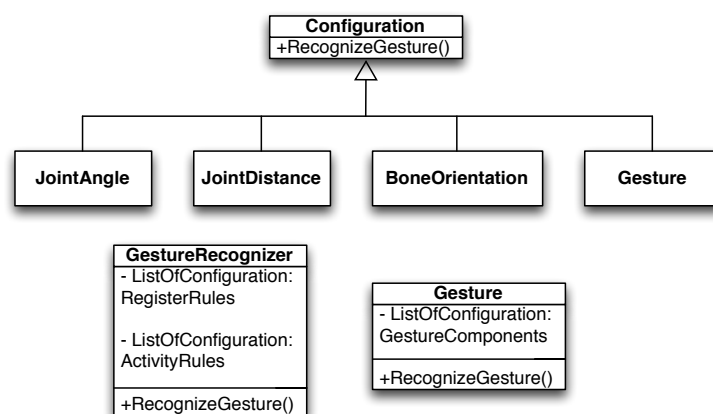 Configuration
+RecognizeGesture()
JointAngle
JointDistance
BoneOrientation
Gesture
GestureRecognizer
- ListOfConfiguration:
RegisterRules
- ListOfConfiguration:
ActivityRules
+RecognizeGesture()
Gesture
- ListOfConfiguration:
GestureComponents
+RecognizeGesture()